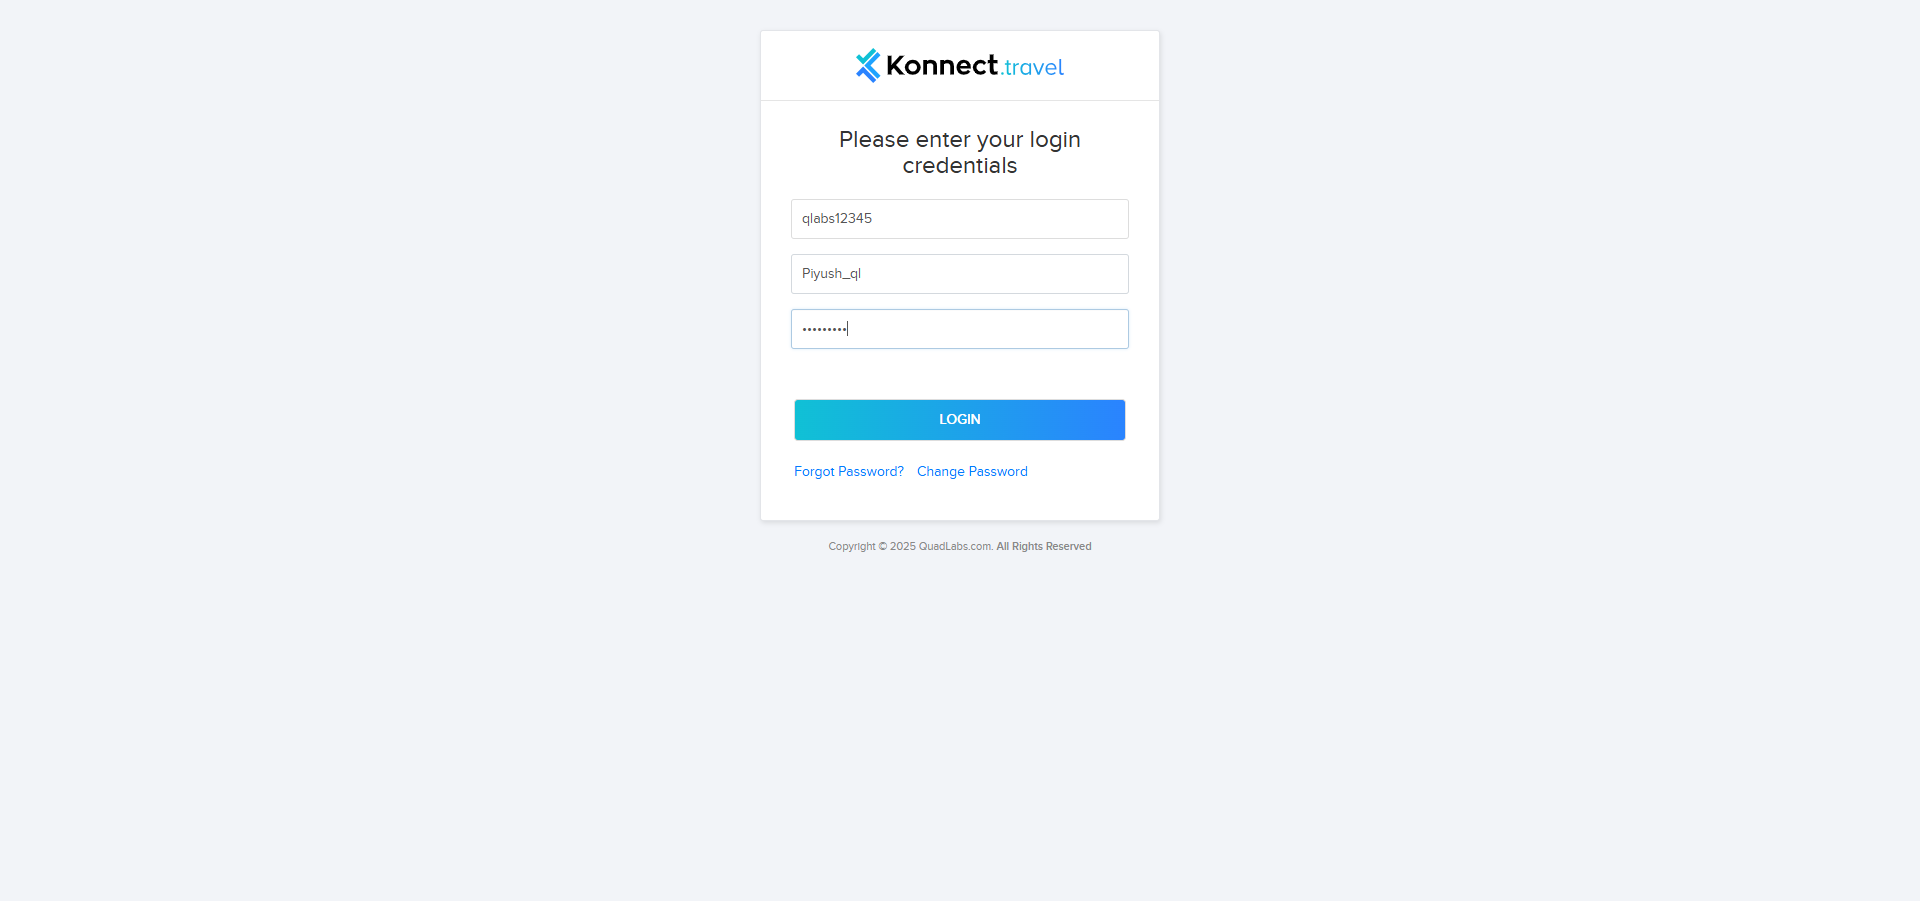 Konnect.travel
Please enter your login
credentials
qlabs12345
Piyush_ql
•••••••••
LOGIN
Forgot Password? Change Password
Copyright © 2025 QuadLabs.com. All Rights Reserved